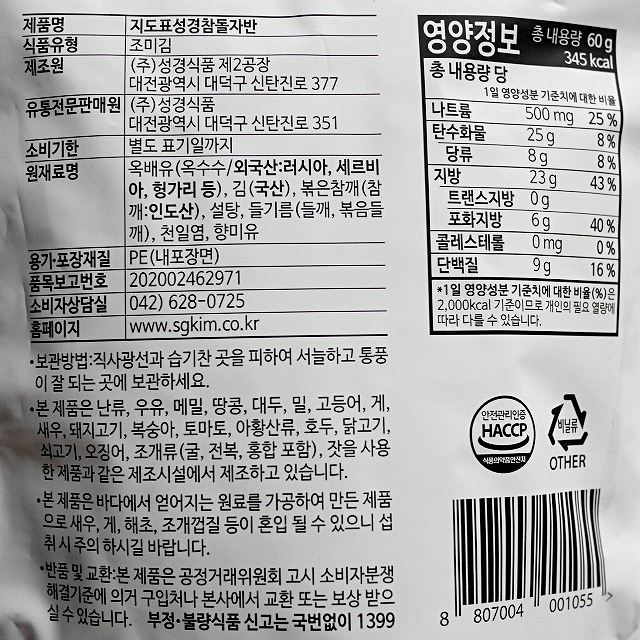 제품명 지도표성경참돌자반
식품유형 조미김
제조원 (주)성경식품 제2공장
대전광역시 대덕구 신탄진로 377
유통전문판매원 (주)성경식품
대전광역시 대덕구 신탄진로 351
소비기한 별도 표기일까지
원재료명 옥배유(옥수수/외국산:러시아, 세르비
아, 헝가리 등), 김(국산), 볶은참깨(참
깨:인도산), 설탕, 들기름(들깨, 볶음들
깨), 천일염, 향미유
용기·포장재질 PE(내포장면)
품목보고번호 202002462971
소비자상담실 042) 628-0725
홈페이지 www.sgkim.co.kr
·보관방법:직사광선과 습기찬 곳을 피하여 서늘하고 통풍
이 잘 되는 곳에 보관하세요.
·본 제품은 난류, 우유, 메밀, 땅콩, 대두, 밀, 고등어, 게,
새우, 돼지고기, 복숭아, 토마토, 아황산류, 호두, 닭고기,
쇠고기, 오징어, 조개류(굴, 전복, 홍합 포함), 잣을 사용
한 제품과 같은 제조시설에서 제조하고 있습니다.
·본 제품은 바다에서 얻어지는 원료를 가공하여 만든 제품
으로 새우, 게, 해초, 조개껍질 등이 혼입 될 수 있으니 섭
취시 주의 하시길 바랍니다.
·반품 및 교환:본 제품은 공정거래위원회 고시 소비자분쟁
해결기준에 의거 구입처나 본사에서 교환 또는 보상 받으
실 수 있습니다. 부정·불량식품 신고는 국번없이 1399
영양정보 총 내용량 60 g
345 kcal
총 내용량 당
1일 영양성분 기준치에 대한 비율
나트륨 500 mg 25 %
탄수화물 25 g 8 %
당류 8 g 8 %
지방 23 g 43 %
트랜스지방 0 g
포화지방 6 g 40 %
콜레스테롤 0 mg 0 %
단백질 9 g 16 %
*1일 영양성분 기준치에 대한 비율(%)은
2,000kcal 기준이므로 개인의 필요 열량에
따라 다를 수 있습니다.
안전관리인증
HACCP
식품의약품안전처
비닐류
OTHER
8 807004 001055